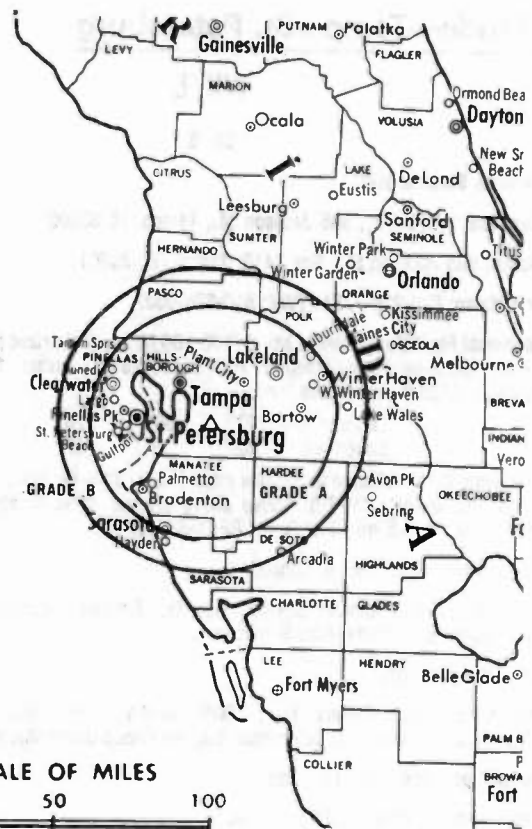 PUTNAM
Palatka
Gainesville
LEVY
FLAGLER
MARION
Ormond Bea
Dayton
Ocala
VOLUSIA
New Sr
Beach
CITRUS
LAKE
DeLond
Eustis
Leesburg
Sanford
SEMINOLE
SUMTER
HERNANDO
Winter Park
Titus
Winter Garden
Orlando
PASCO
ORANGE
Kissimmee
POLK
Auburndale
Haines City
OSCEOLA
Tarpon Sprs.
PINELLAS
HILLS-
BOROUGH
Plant City
Lakeland
Melbourne
Dunedin
Clearwater
Winter Haven
Largo
Tampa
W. Winter Haven
BREVA
Pinellas Pk
Bartow
Lake Wales
St. Petersburg
St. Petersburg
Beach
Gulfport
INDIAN
Vero
MANATEE
HARDEE
Palmetto
Avon Pk
OKEECHOBEE
GRADE B
GRADE A
Bradenton
Sebring
Sarasota
Hayden
DE SOTO
Arcadia
HIGHLANDS
SARASOTA
CHARLOTTE
GLADES
LEE
HENDRY
Fort Myers
Belle Glade
PALM B
COLLIER
BROWA
Fort
ALE OF MILES
50
100
F
L
R
I
D
A